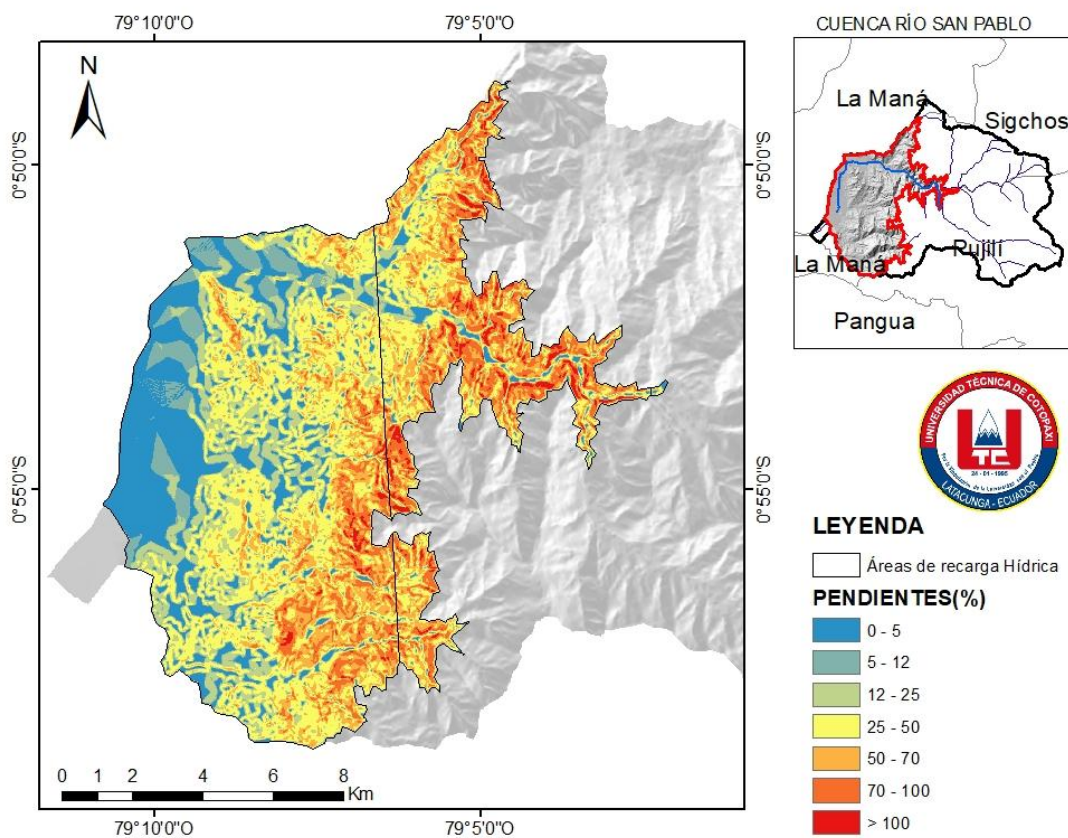 79°10'0"O
79°5'0"O
N
0°50'0"S
0°50'0"S
0°55'0"S
0°55'0"S
0 1 2 4 6 8
Km
79°10'0"O
79°5'0"O
CUENCA RÍO SAN PABLO
La Maná
Sigchos
Pujilí
La Maná
Pangua
UNIVERSIDAD TÉCNICA DE COTOPAXI
UTC
24 - 01 - 1995
LATACUNGA - ECUADOR
LEYENDA
Áreas de recarga Hídrica
PENDIENTES(%)
0 - 5
5 - 12
12 - 25
25 - 50
50 - 70
70 - 100
> 100